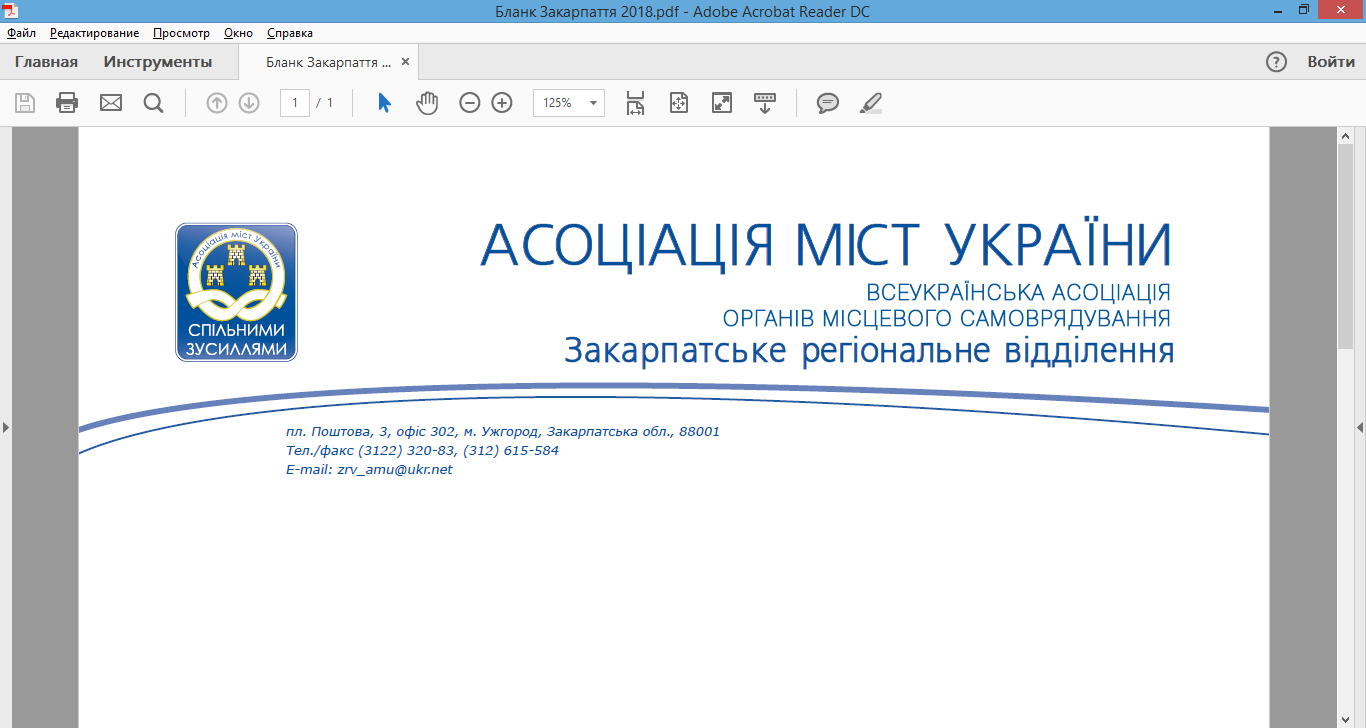 Бланк Закарпаття 2018.pdf - Adobe Acrobat Reader DC
Файл Редактирование Просмотр Окно Справка
Главная Инструменты Бланк Закарпаття ... × ? Войти
1 / 1 125%
Асоціація міст України
СПІЛЬНИМИ
ЗУСИЛЛЯМИ
АСОЦІАЦІЯ МІСТ УКРАЇНИ
ВСЕУКРАЇНСЬКА АСОЦІАЦІЯ
ОРГАНІВ МІСЦЕВОГО САМОВРЯДУВАННЯ
Закарпатське регіональне відділення
пл. Поштова, 3, офіс 302, м. Ужгород, Закарпатська обл., 88001
Тел./факс (3122) 320-83, (312) 615-584
E-mail: zrv_amu@ukr.net